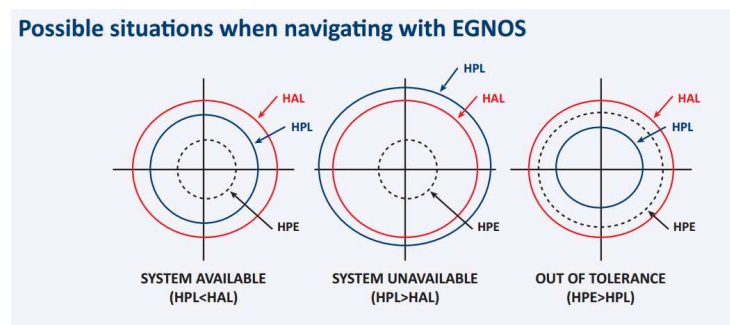 Possible situations when navigating with EGNOS
HAL
HPL
HPE
SYSTEM AVAILABLE
(HPL<HAL)
HPL
HAL
HPE
SYSTEM UNAVAILABLE
(HPL>HAL)
HAL
HPL
HPE
OUT OF TOLERANCE
(HPE>HPL)